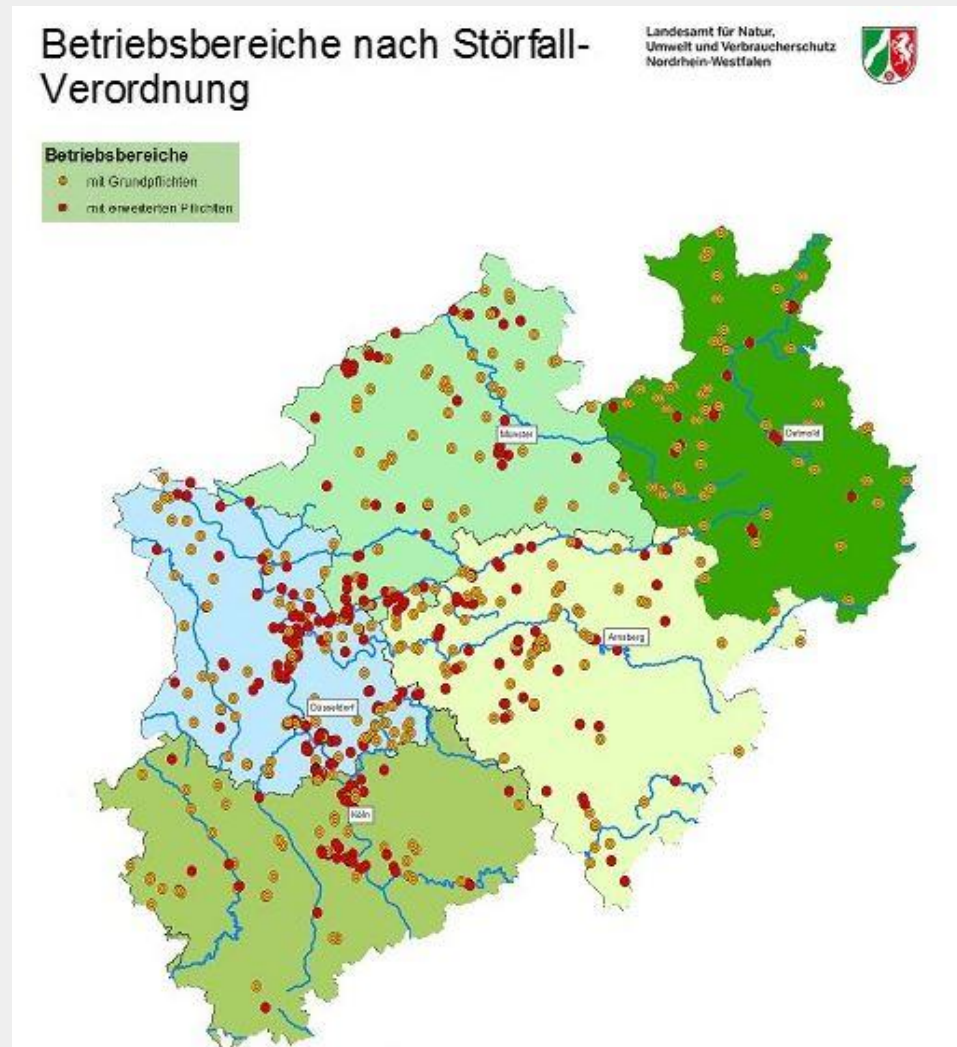 Betriebsbereiche nach Störfall-
Verordnung
Landesamt für Natur,
Umwelt und Verbraucherschutz
Nordrhein-Westfalen
Betriebsbereiche
mit Grundpflichten
mit erweiterten Pflichten
Münster
Detmold
Arnsberg
Düsseldorf
Köln